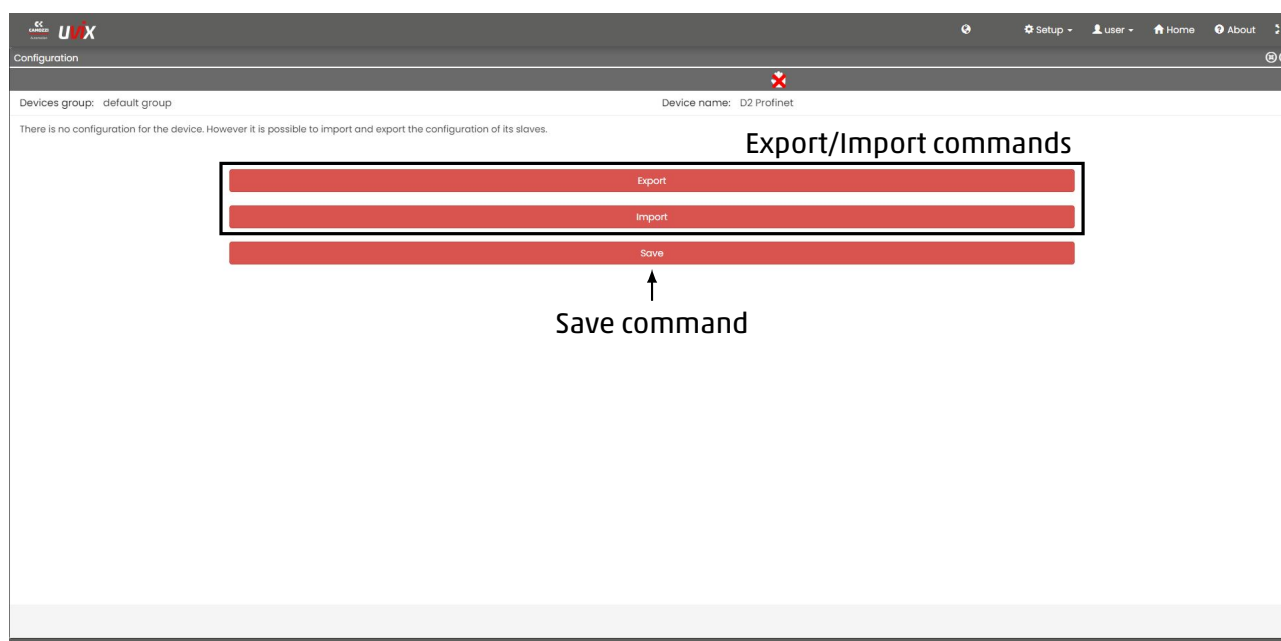 CAMOZZI UVIX Setup user Home About
Configuration
Devices group: default group Device name: D2 Profinet
There is no configuration for the device. However it is possible to import and export the configuration of its slaves.
Export/Import commands
Export
Import
Save
Save command